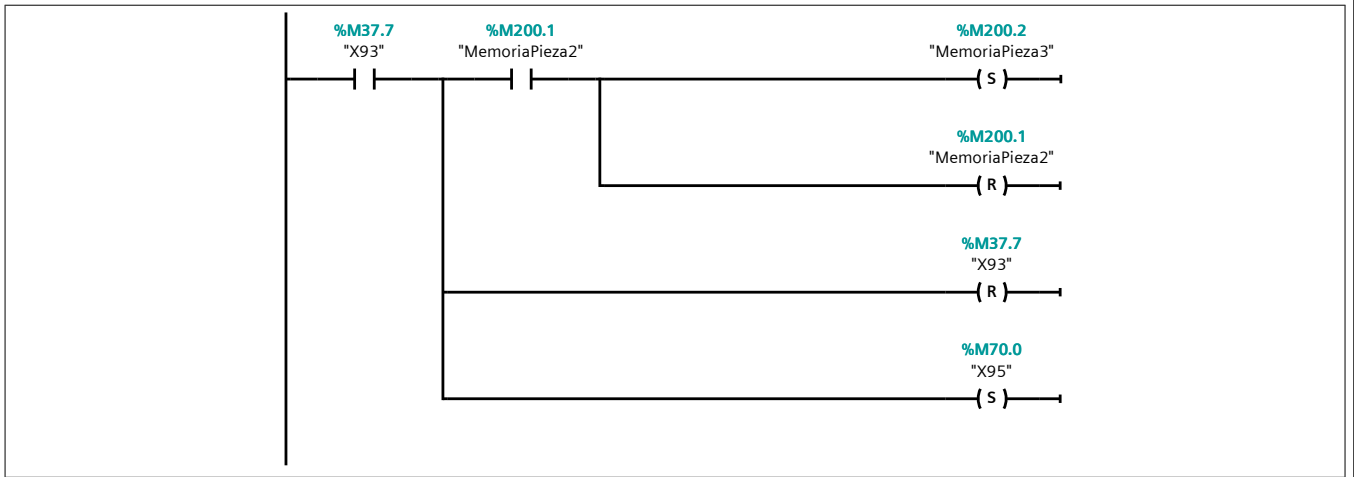 %M37.7 %M200.1 %M200.2
"X93" "MemoriaPieza2" "MemoriaPieza3"
S
%M200.1
"MemoriaPieza2"
R
%M37.7
"X93"
R
%M70.0
"X95"
S